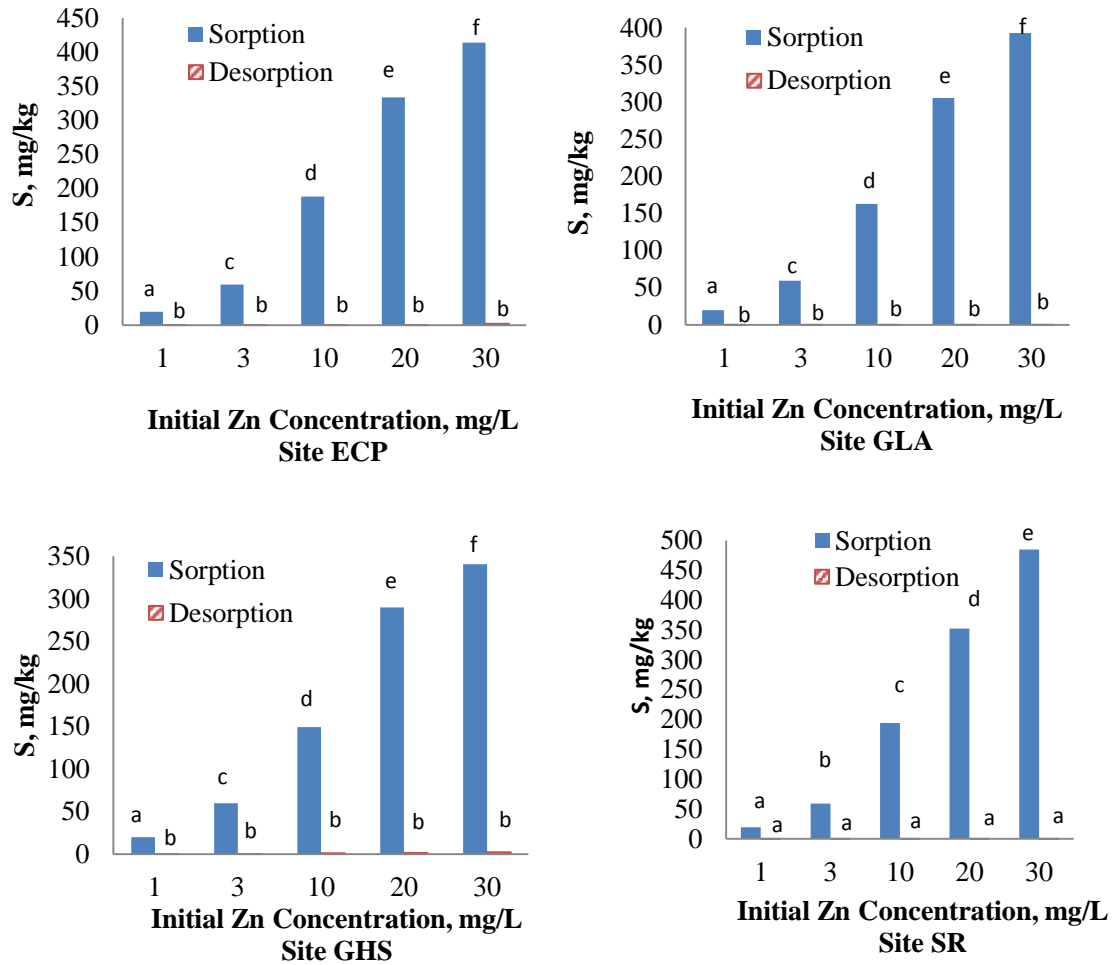 450
400
350
300
250
200
150
100
50
0
S, mg/kg
Sorption
Desorption
a
b
c
b
d
b
e
b
f
b
1 3 10 20 30
Initial Zn Concentration, mg/L
Site ECP
400
350
300
250
200
150
100
50
0
S, mg/kg
Sorption
Desorption
a
b
c
b
d
b
e
b
f
b
1 3 10 20 30
Initial Zn Concentration, mg/L
Site GLA
350
300
250
200
150
100
50
0
S, mg/kg
Sorption
Desorption
a
b
c
b
d
b
e
b
f
b
1 3 10 20 30
Initial Zn Concentration, mg/L
Site GHS
500
450
400
350
300
250
200
150
100
50
0
S, mg/kg
Sorption
Desorption
a
a
b
a
c
a
d
a
e
a
1 3 10 20 30
Initial Zn Concentration, mg/L
Site SR